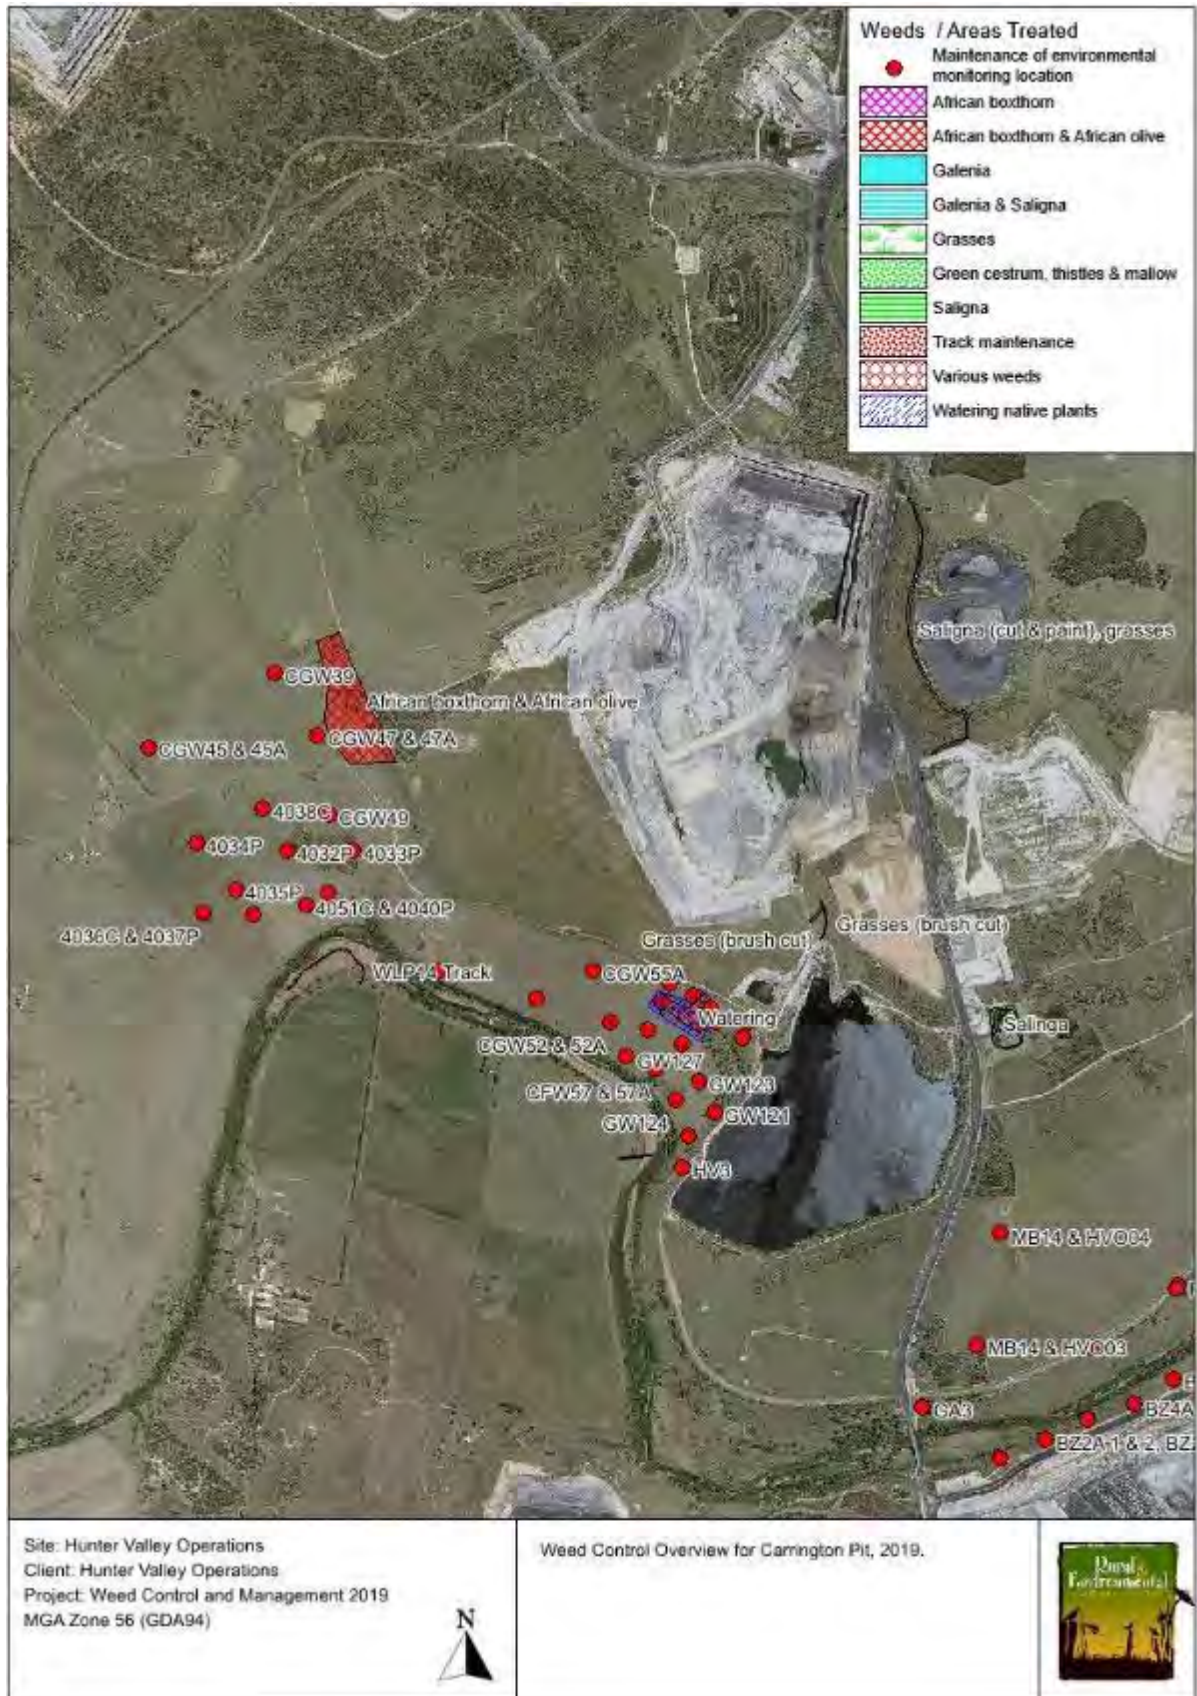 Weeds / Areas Treated
Maintenance of environmental
monitoring location
African boxthorn
African boxthorn & African olive
Galenia
Galenia & Saligna
Grasses
Green cestrum, thistles & mallow
Saligna
Track maintenance
Various weeds
Watering native plants
Saligna (cut & paint), grasses
CGW39
African boxthorn & African olive
CGW47 & 47A
CGW45 & 45A
4038C
CGW49
4034P
4032P
4033P
4035P
4051C & 4040P
4036C & 4037P
Grasses (brush cut)
Grasses (brush cut)
WLP14 Track
CGW55A
Watering
Salinga
CGW52 & 52A
GW127
GW123
CFW57 & 57A
GW121
GW124
HV3
MB14 & HVO04
MB14 & HVO03
GA3
BZ4A
BZ2A-1 & 2, BZ
Site: Hunter Valley Operations
Client: Hunter Valley Operations
Project: Weed Control and Management 2019
MGA Zone 56 (GDA94)
N
Weed Control Overview for Carrington Pit, 2019.
Rural &
Environmental